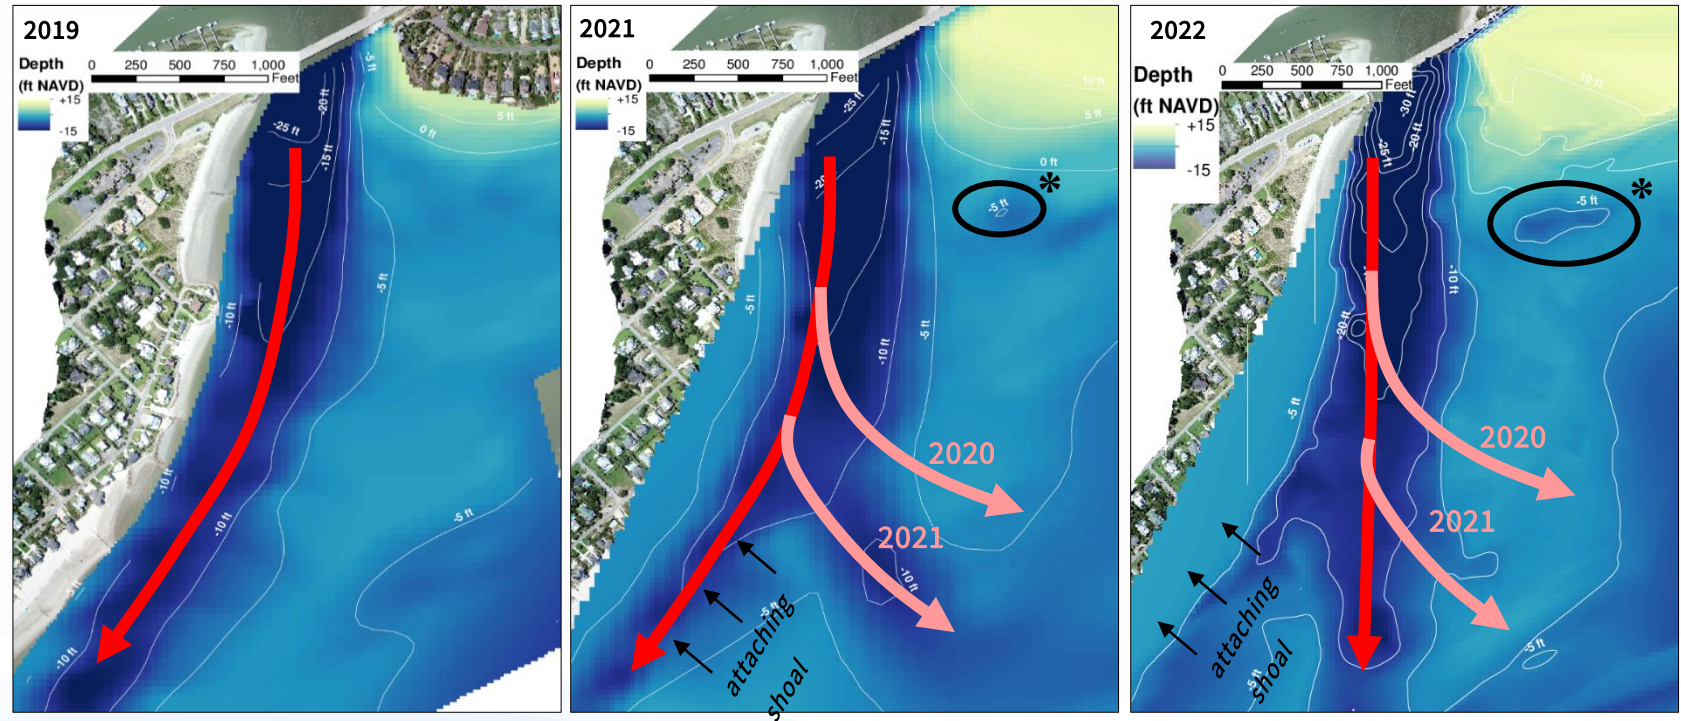 2019
Depth
(ft NAVD)
+15
-15
0 250 500 750 1,000
Feet
-5 ft
-20 ft
-25 ft
-15 ft
0 ft
5 ft
-5 ft
-10 ft
-10 ft
-10 ft
-5 ft
-5 ft
-10 ft
2021
Depth
(ft NAVD)
+15
-15
0 250 500 750 1,000
Feet
-25 ft
-15 ft
10 ft
5 ft
0 ft
*
-5 ft
-20
-5 ft
-5 ft
-10 ft
2020
2021
-10 ft
-5 ft
attaching
shoal
2022
Depth
(ft NAVD)
+15
-15
0 250 500 750 1,000
Feet
-30 ft
-20 ft
-25 ft
10 ft
*
-5 ft
-10 ft
-20 ft
-5 ft
2020
2021
attaching
shoal
-5 ft
-5 ft